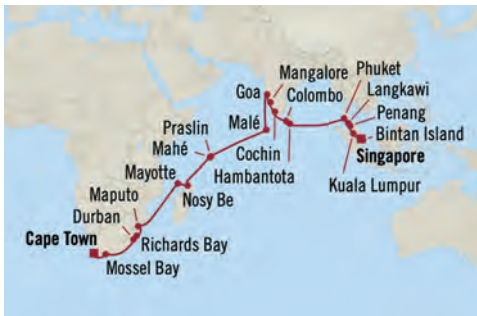 Phuket
Mangalore
Langkawi
Goa
Colombo
Penang
Praslin
Malé
Bintan Island
Mahé
Cochin
Singapore
Mayotte
Hambantota
Kuala Lumpur
Maputo
Nosy Be
Durban
Cape Town
Richards Bay
Mossel Bay